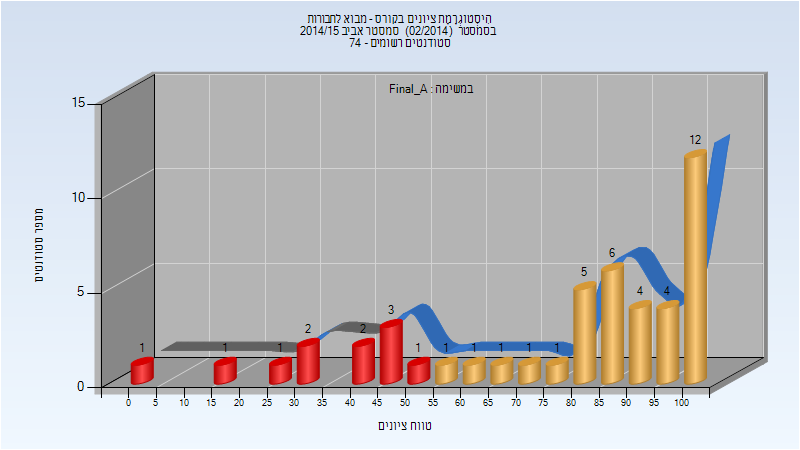 היסטוגרמת ציונים בקורס - מבוא לחבורות
בסמסטר (02/2014) סמסטר אביב 2014/15
סטודנטים רשומים - 74
במשימה : Final_A
מספר סטודנטים
15
10
5
0
1 1 1 2 2 3 1 1 1 1 1 1 5 6 4 4 12
0 5 10 15 20 25 30 35 40 45 50 55 60 65 70 75 80 85 90 95 100
טווח ציונים